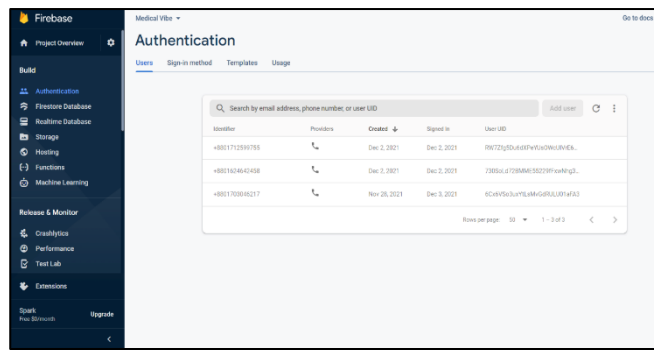 Firebase
Project Overview
Build
Authentication
Firestore Database
Realtime Database
Storage
Hosting
Functions
Machine Learning
Release & Monitor
Crashlytics
Performance
Test Lab
Extensions
Spark
Free $0/month
Upgrade
Medical Vibe
Go to docs
Authentication
Users Sign-in method Templates Usage
Search by email address, phone number, or user UID
Add user
Identifier Providers Created Signed In User UID
Dec 2, 2021 Dec 2, 2021
Dec 2, 2021 Dec 2, 2021
+8801703046217 Nov 28, 2021 Dec 3, 2021
Rows per page: 50 1 - 3 of 3